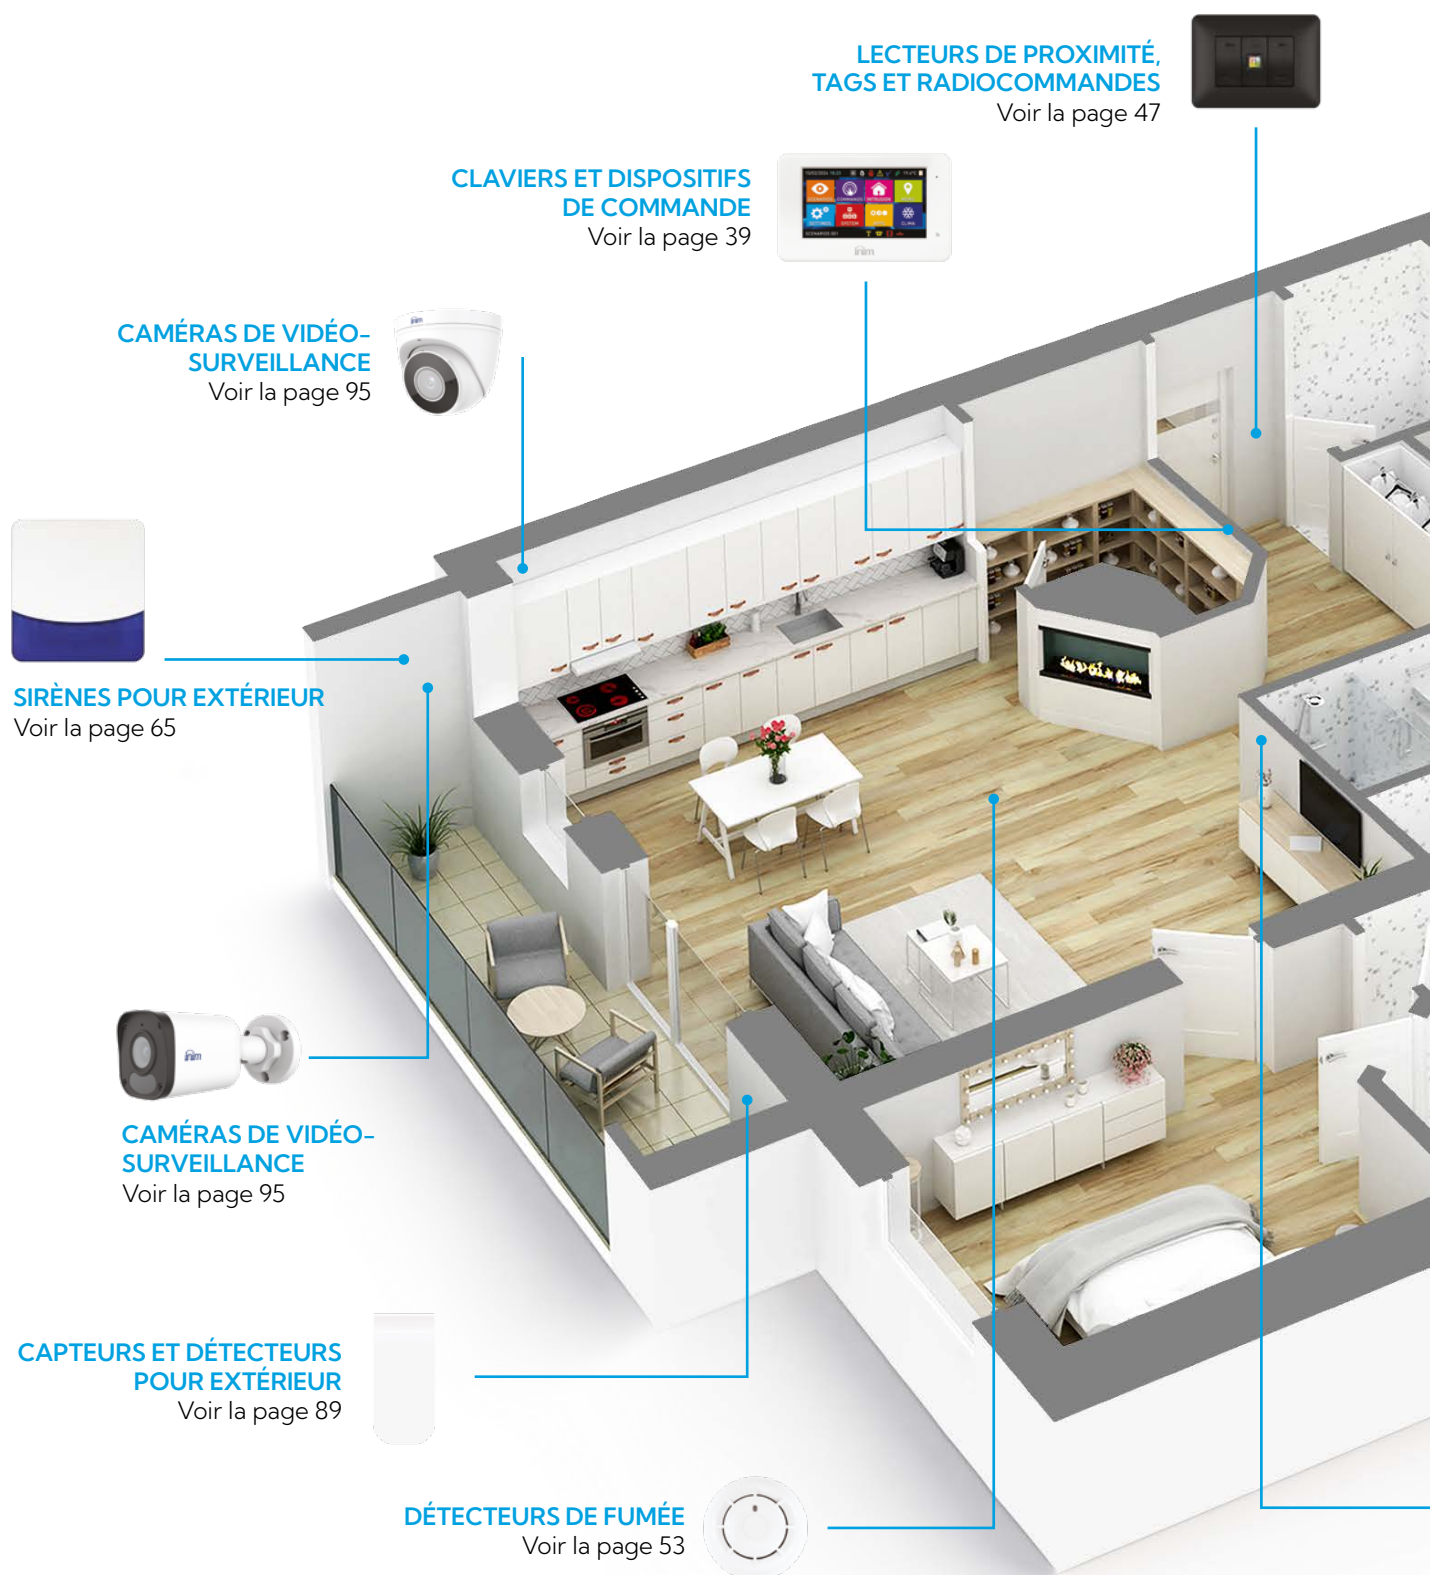 LECTEURS DE PROXIMITÉ,
TAGS ET RADIOCOMMANDES
Voir la page 47
CLAVIERS ET DISPOSITIFS
DE COMMANDE
Voir la page 39
inim
CAMÉRAS DE VIDÉO-
SURVEILLANCE
Voir la page 95
SIRÈNES POUR EXTÉRIEUR
Voir la page 65
inim
CAMÉRAS DE VIDÉO-
SURVEILLANCE
Voir la page 95
CAPTEURS ET DÉTECTEURS
POUR EXTÉRIEUR
Voir la page 89
DÉTECTEURS DE FUMÉE
Voir la page 53